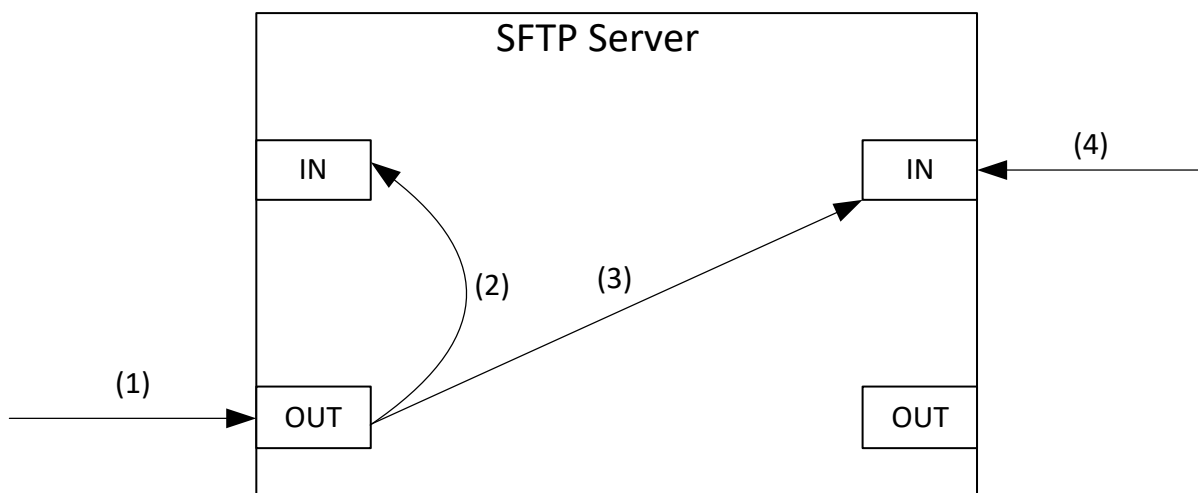 SFTP Server
IN
IN
(4)
(2)
(3)
(1)
OUT
OUT